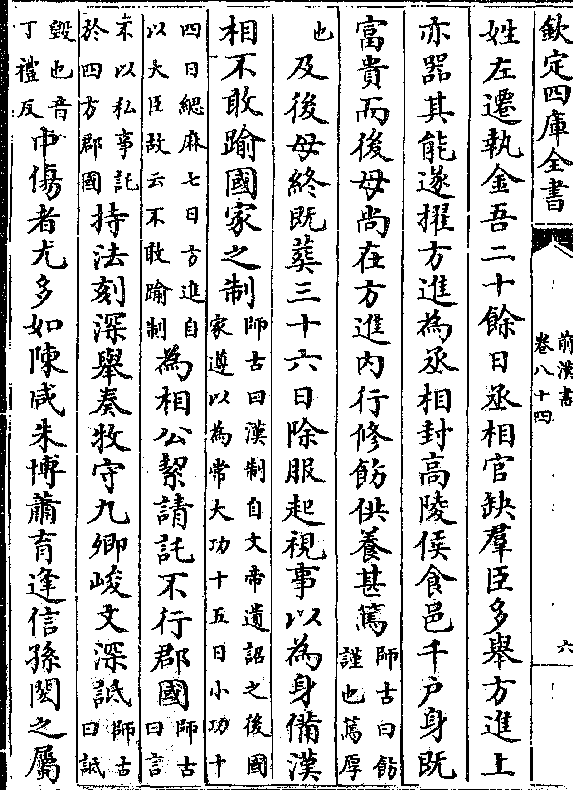 欽定四庫全書
前漢書
卷八十四
六
姓左遷執金吾二十餘日丞相官缺羣臣多舉方進上
亦器其能遂擢方進為丞相封高陵侯食邑千户身既
富貴而後母尚在方進内行修飭供養甚篤師古曰飭
謹也篤厚
也及後母終既葬三十六日除服起視事以為身備漢
相不敢踰國家之制師古曰漢制自文帝遺詔之後國
家遵以為常大功十五日小功十
四日緦麻七日方進自
以大臣故云不敢踰制為相公絜請託不行郡國師古
曰言
不以私事託
於四方郡國持法刻深舉奏牧守九卿峻文深詆師古
曰詆
毁也音
丁禮反中傷者尤多如陳咸朱博蕭育逢信孫閎之屬